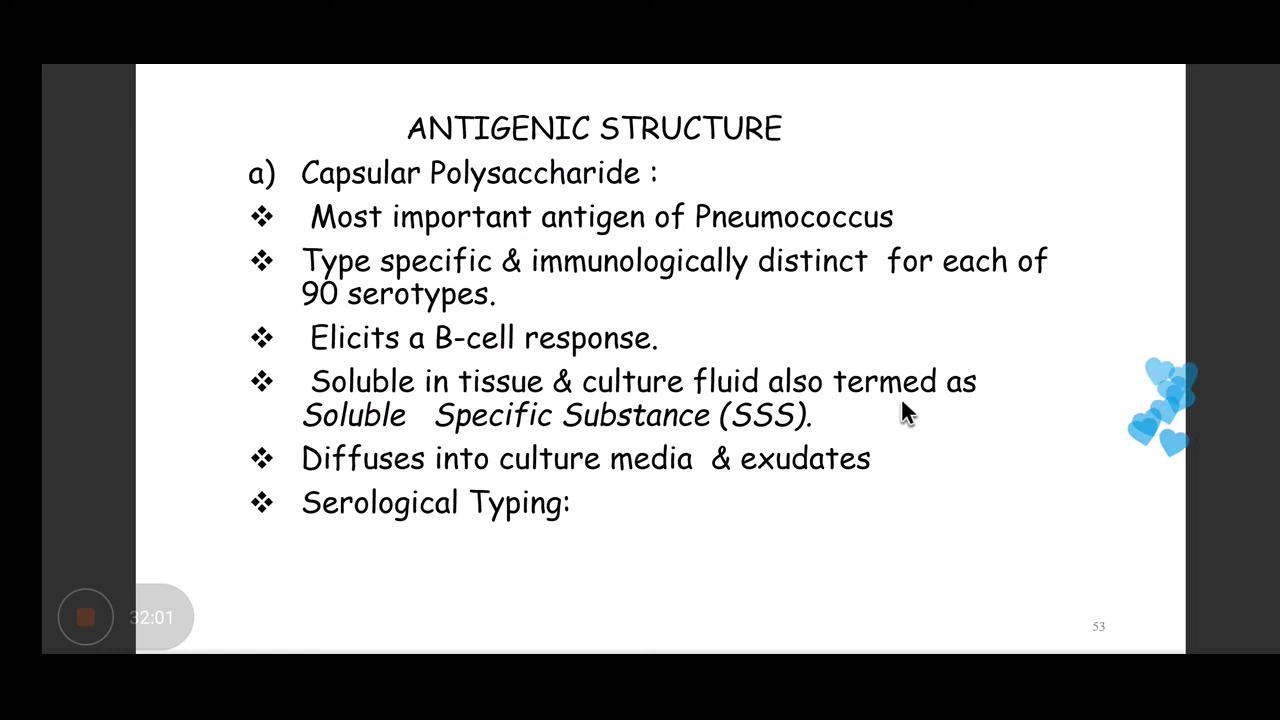 ANTIGENIC STRUCTURE
a) Capsular Polysaccharide :
❖ Most important antigen of Pneumococcus
❖ Type specific & immunologically distinct for each of
90 serotypes.
❖ Elicits a B-cell response.
❖ Soluble in tissue & culture fluid also termed as
Soluble Specific Substance (SSS).
❖ Diffuses into culture media & exudates
❖ Serological Typing:
32:01
53